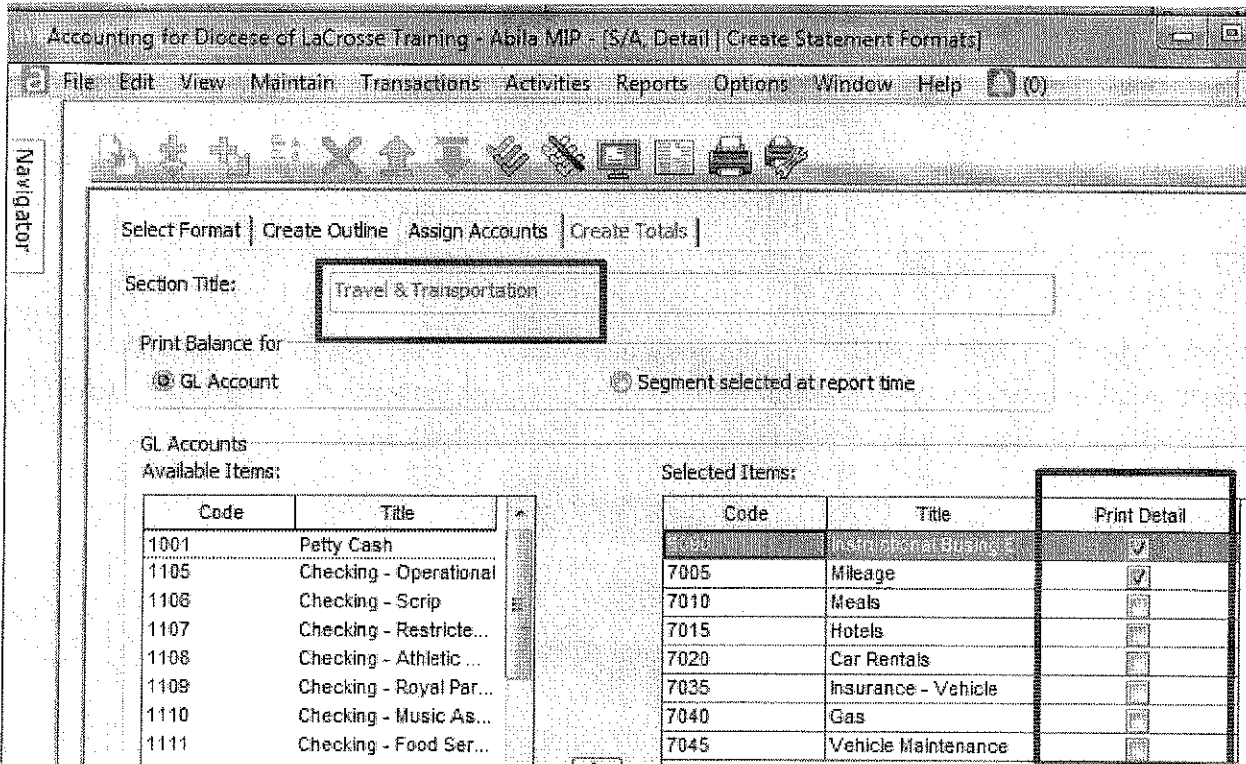 Accounting for Diocese of LaCrosse Training - Abila MIP - [S/A, Detail | Create Statement Formats]
File Edit View Maintain Transactions Activities Reports Options Window Help (0)
Navigator
Select Format Create Outline Assign Accounts Create Totals
Section Title: Travel & Transportation
Print Balance for
GL Account Segment selected at report time
GL Accounts
Available Items: Selected Items:
Code Title Code Title Print Detail
1001 Petty Cash
1105 Checking - Operational 7005 Mileage
1106 Checking - Scrip 7010 Meals
1107 Checking - Restricte... 7015 Hotels
1108 Checking - Athletic ... 7020 Car Rentals
1109 Checking - Royal Par... 7035 Insurance - Vehicle
1110 Checking - Music As... 7040 Gas
1111 Checking - Food Ser... 7045 Vehicle Maintenance